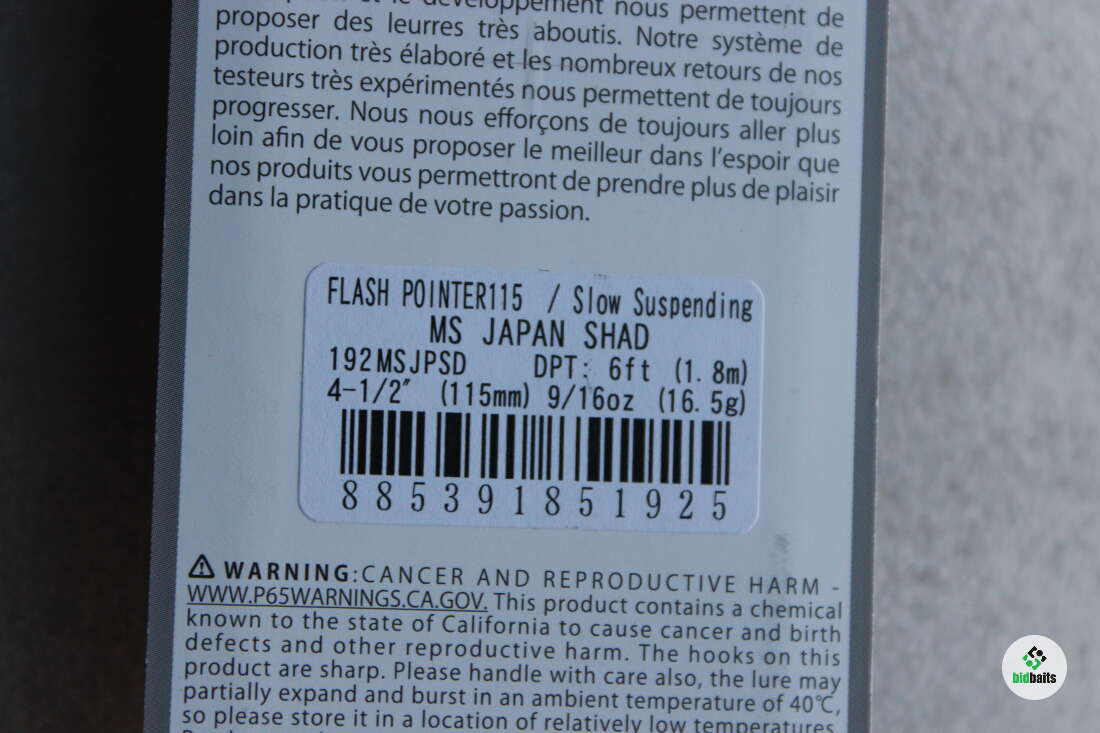 et le développement nous permettent de
proposer des leurres très aboutis. Notre système de
production très élaboré et les nombreux retours de nos
testeurs très expérimentés nous permettent de toujours
progresser. Nous nous efforçons de toujours aller plus
loin afin de vous proposer le meilleur dans l'espoir que
nos produits vous permettront de prendre plus de plaisir
dans la pratique de votre passion.
FLASH POINTER115 / Slow Suspending
MS JAPAN SHAD
192MSJPSD DPT: 6ft (1.8m)
4-1/2″ (115mm) 9/16oz (16.5g)
885391851925
⚠ WARNING:CANCER AND REPRODUCTIVE HARM -
WWW.P65WARNINGS.CA.GOV. This product contains a chemical
known to the state of California to cause cancer and birth
defects and other reproductive harm. The hooks on this
product are sharp. Please handle with care also, the lure may
partially expand and burst in an ambient temperature of 40℃,
so please store it in a location of relatively low temperatures.
bidbaits